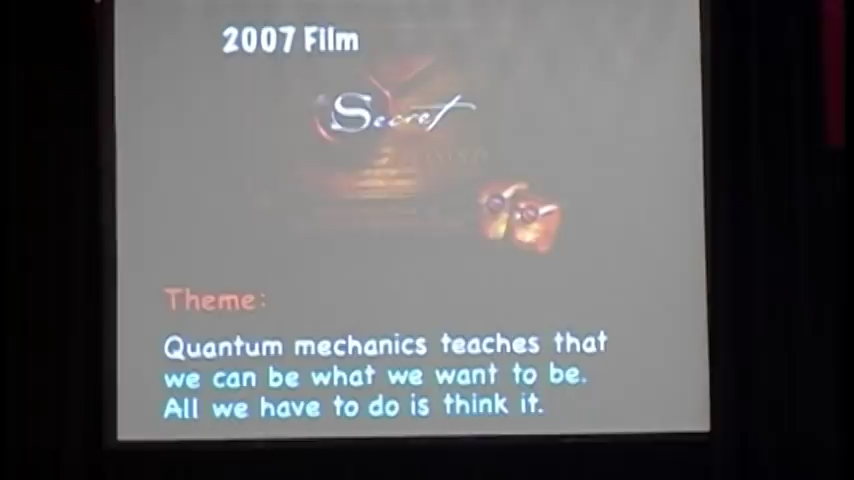 2007 Film
Secret
Theme:
Quantum mechanics teaches that
we can be what we want to be.
All we have to do is think it.